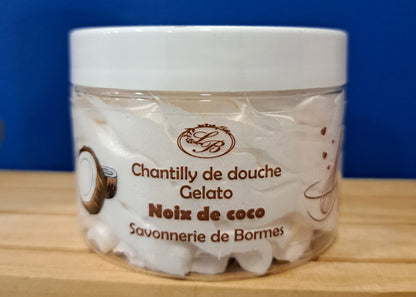 LB
Chantilly de douche
Gelato
Noix de coco
Savonnerie de Bormes